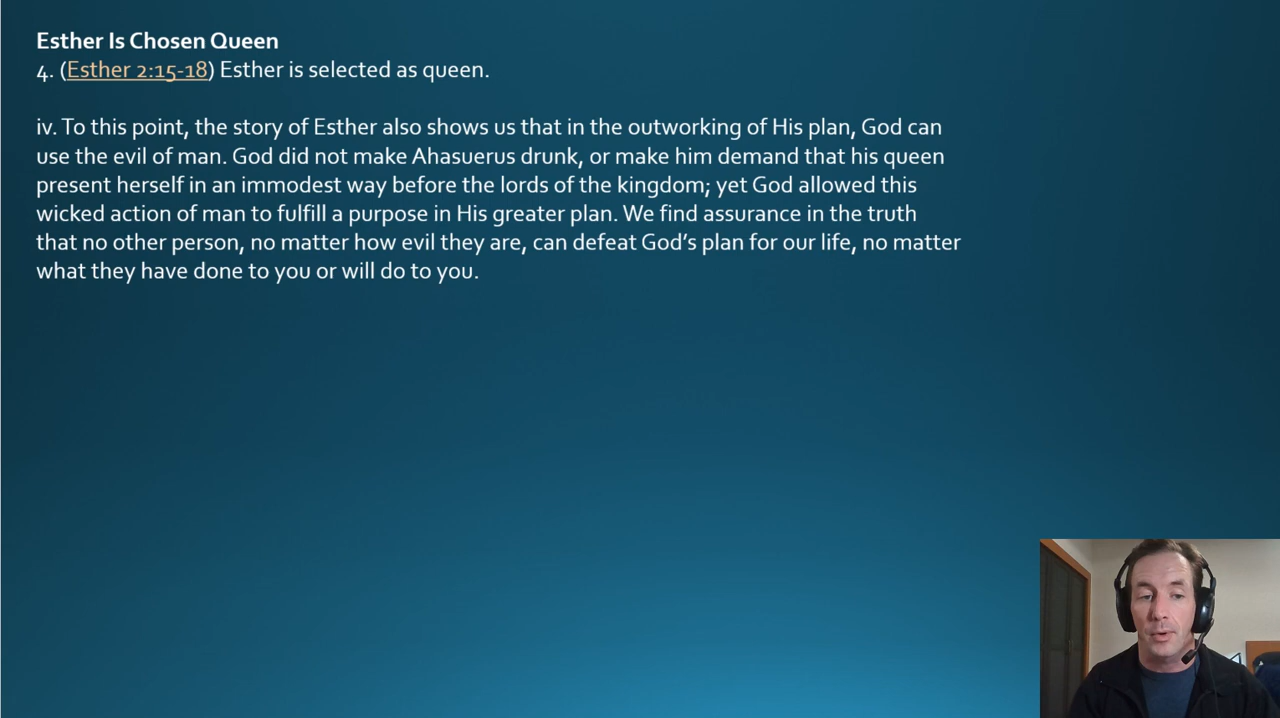 Esther Is Chosen Queen
4. (Esther 2:15-18) Esther is selected as queen.
iv. To this point, the story of Esther also shows us that in the outworking of His plan, God can
use the evil of man. God did not make Ahasuerus drunk, or make him demand that his queen
present herself in an immodest way before the lords of the kingdom; yet God allowed this
wicked action of man to fulfill a purpose in His greater plan. We find assurance in the truth
that no other person, no matter how evil they are, can defeat God’s plan for our life, no matter
what they have done to you or will do to you.